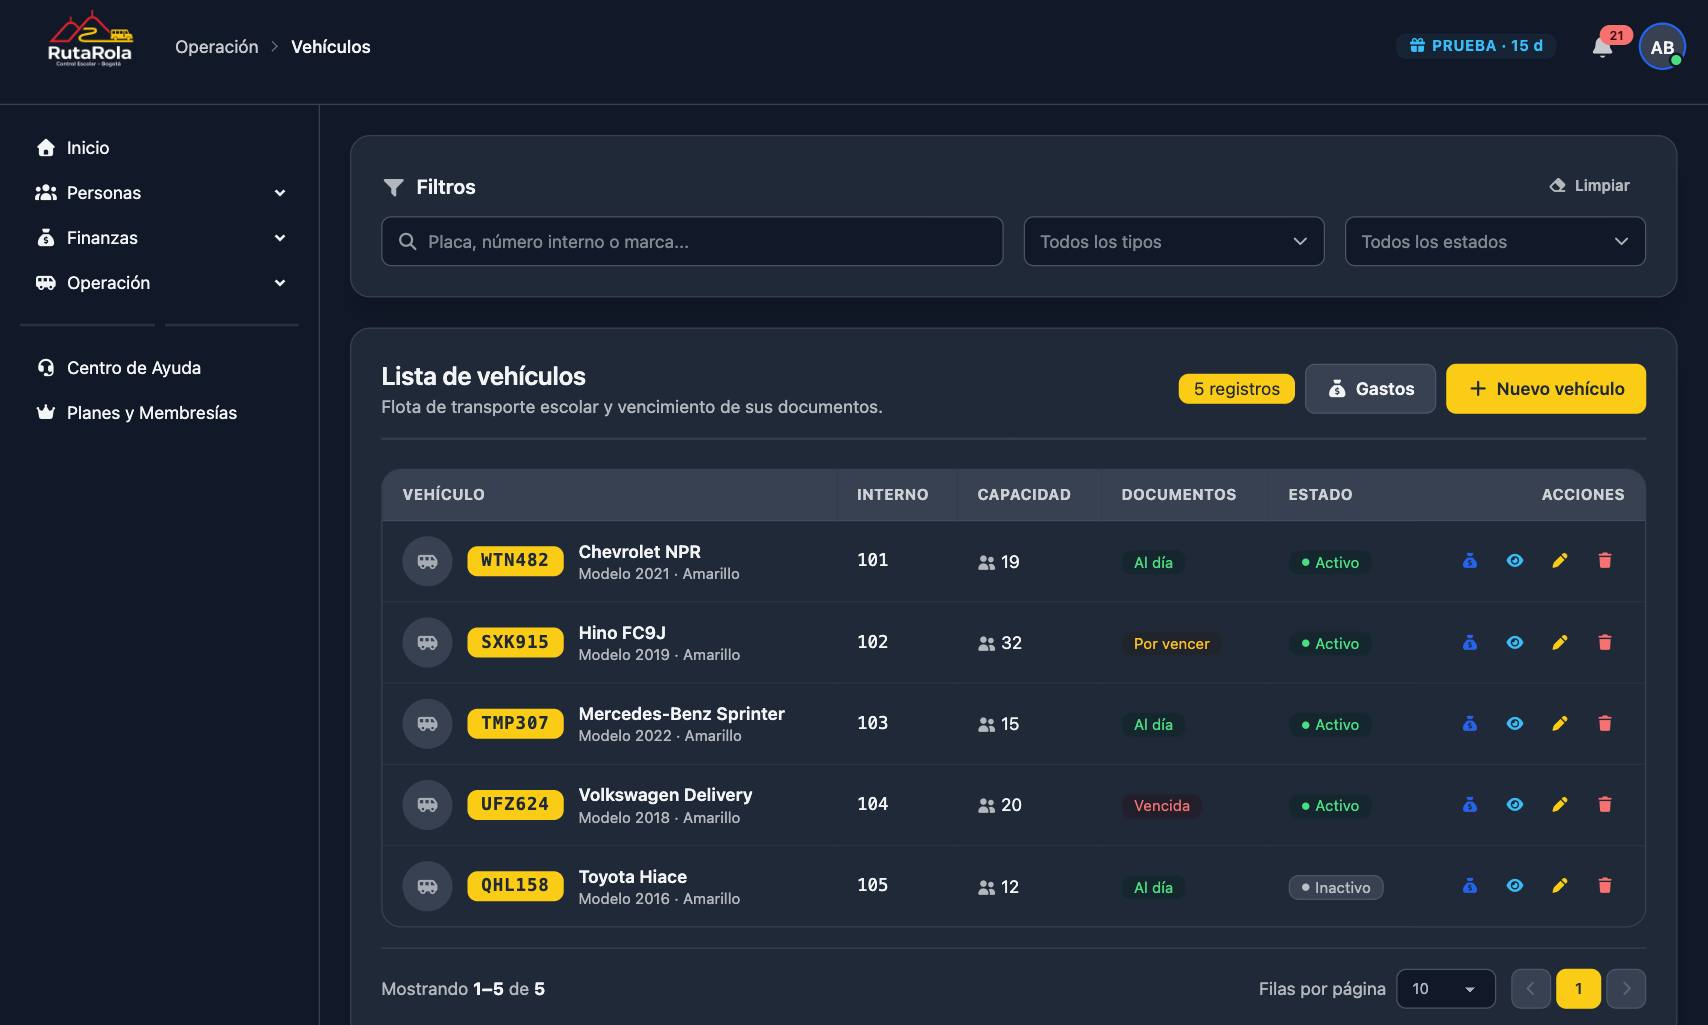 RutaRola
Control Escolar - Bogotá
Operación > Vehículos
PRUEBA · 15 d
21
AB
Inicio
Personas
Finanzas
Operación
Centro de Ayuda
Planes y Membresías
Filtros
Limpiar
Placa, número interno o marca...
Todos los tipos
Todos los estados
Lista de vehículos
Flota de transporte escolar y vencimiento de sus documentos.
5 registros
Gastos
+ Nuevo vehículo
VEHÍCULO INTERNO CAPACIDAD DOCUMENTOS ESTADO ACCIONES
WTN482 Chevrolet NPR 101 19 Al día Activo
Modelo 2021 · Amarillo
SXK915 Hino FC9J 102 32 Por vencer Activo
Modelo 2019 · Amarillo
TMP307 Mercedes-Benz Sprinter 103 15 Al día Activo
Modelo 2022 · Amarillo
UFZ624 Volkswagen Delivery 104 20 Vencida Activo
Modelo 2018 · Amarillo
QHL158 Toyota Hiace 105 12 Al día Inactivo
Modelo 2016 · Amarillo
Mostrando 1–5 de 5
Filas por página 10
1